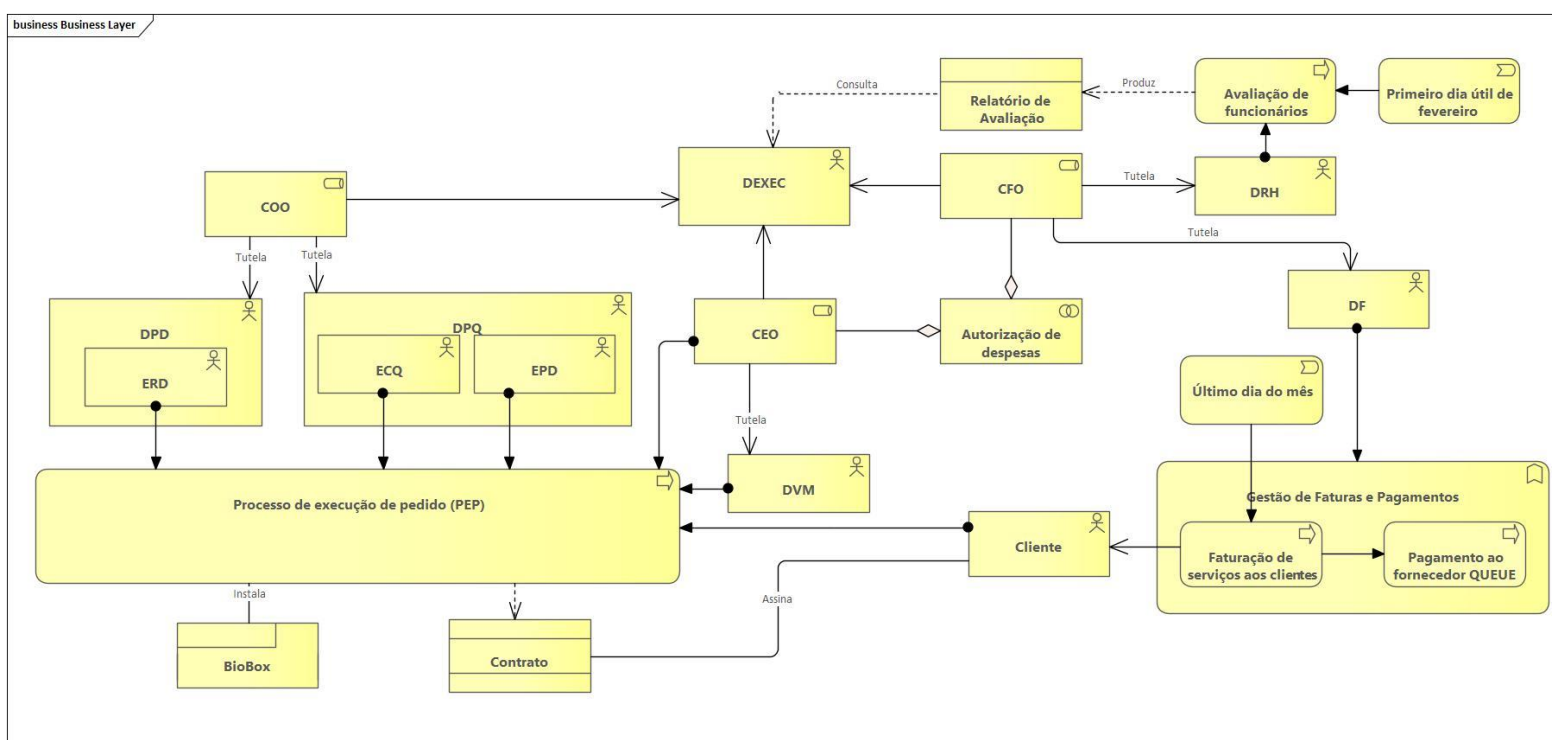 business Business Layer
Consulta
Relatório de
Avaliação
Produz
Avaliação de
funcionários
Primeiro dia útil de
fevereiro
COO
DEXEC
CFO
Tutela
DRH
Tutela
Tutela
Tutela
DPD
ERD
DPQ
ECQ
EPD
CEO
Autorização de
despesas
DF
Último dia do mês
Tutela
DVM
Processo de execução de pedido (PEP)
Gestão de Faturas e Pagamentos
Cliente
Faturação de
serviços aos clientes
Pagamento ao
fornecedor QUEUE
Instala
Assina
BioBox
Contrato